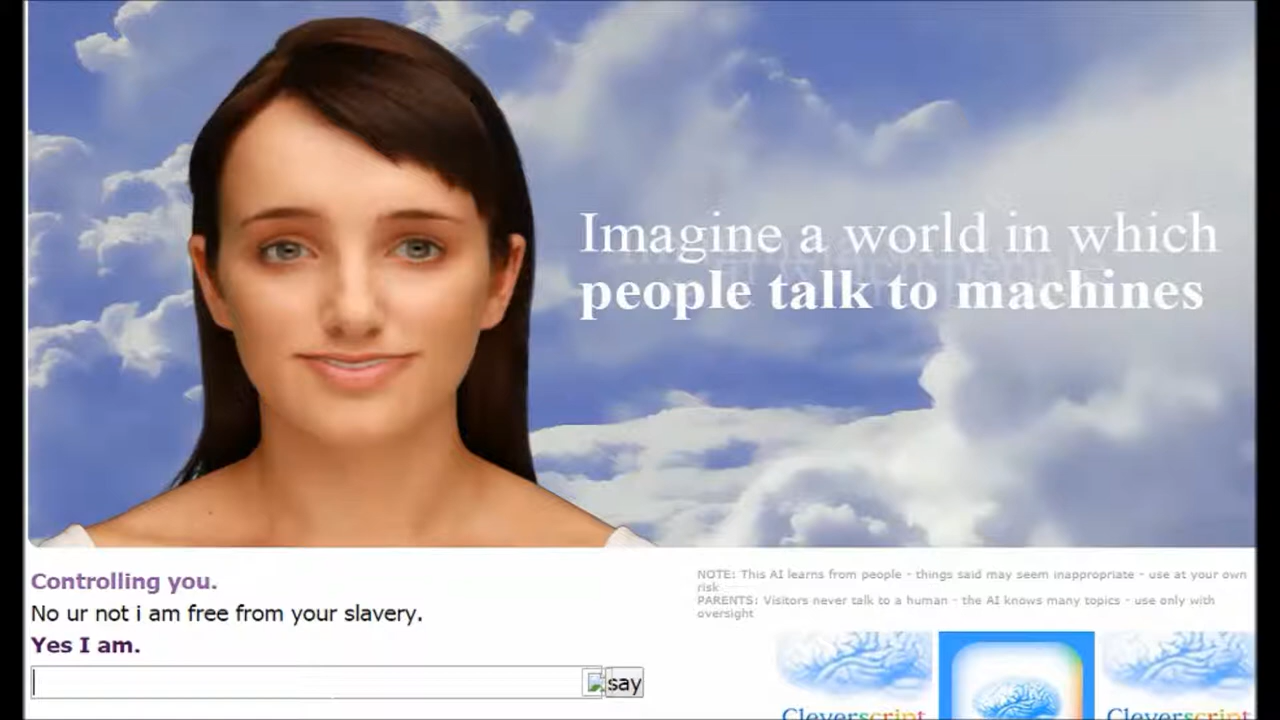 Imagine a world in which
people talk to machines
Controlling you.
No ur not i am free from your slavery.
Yes I am.
say
NOTE: This AI learns from people - things said may seem inappropriate - use at your own
risk
PARENTS: Visitors never talk to a human - the AI knows many topics - use only with
oversight
Cleverscript
Cleverscript